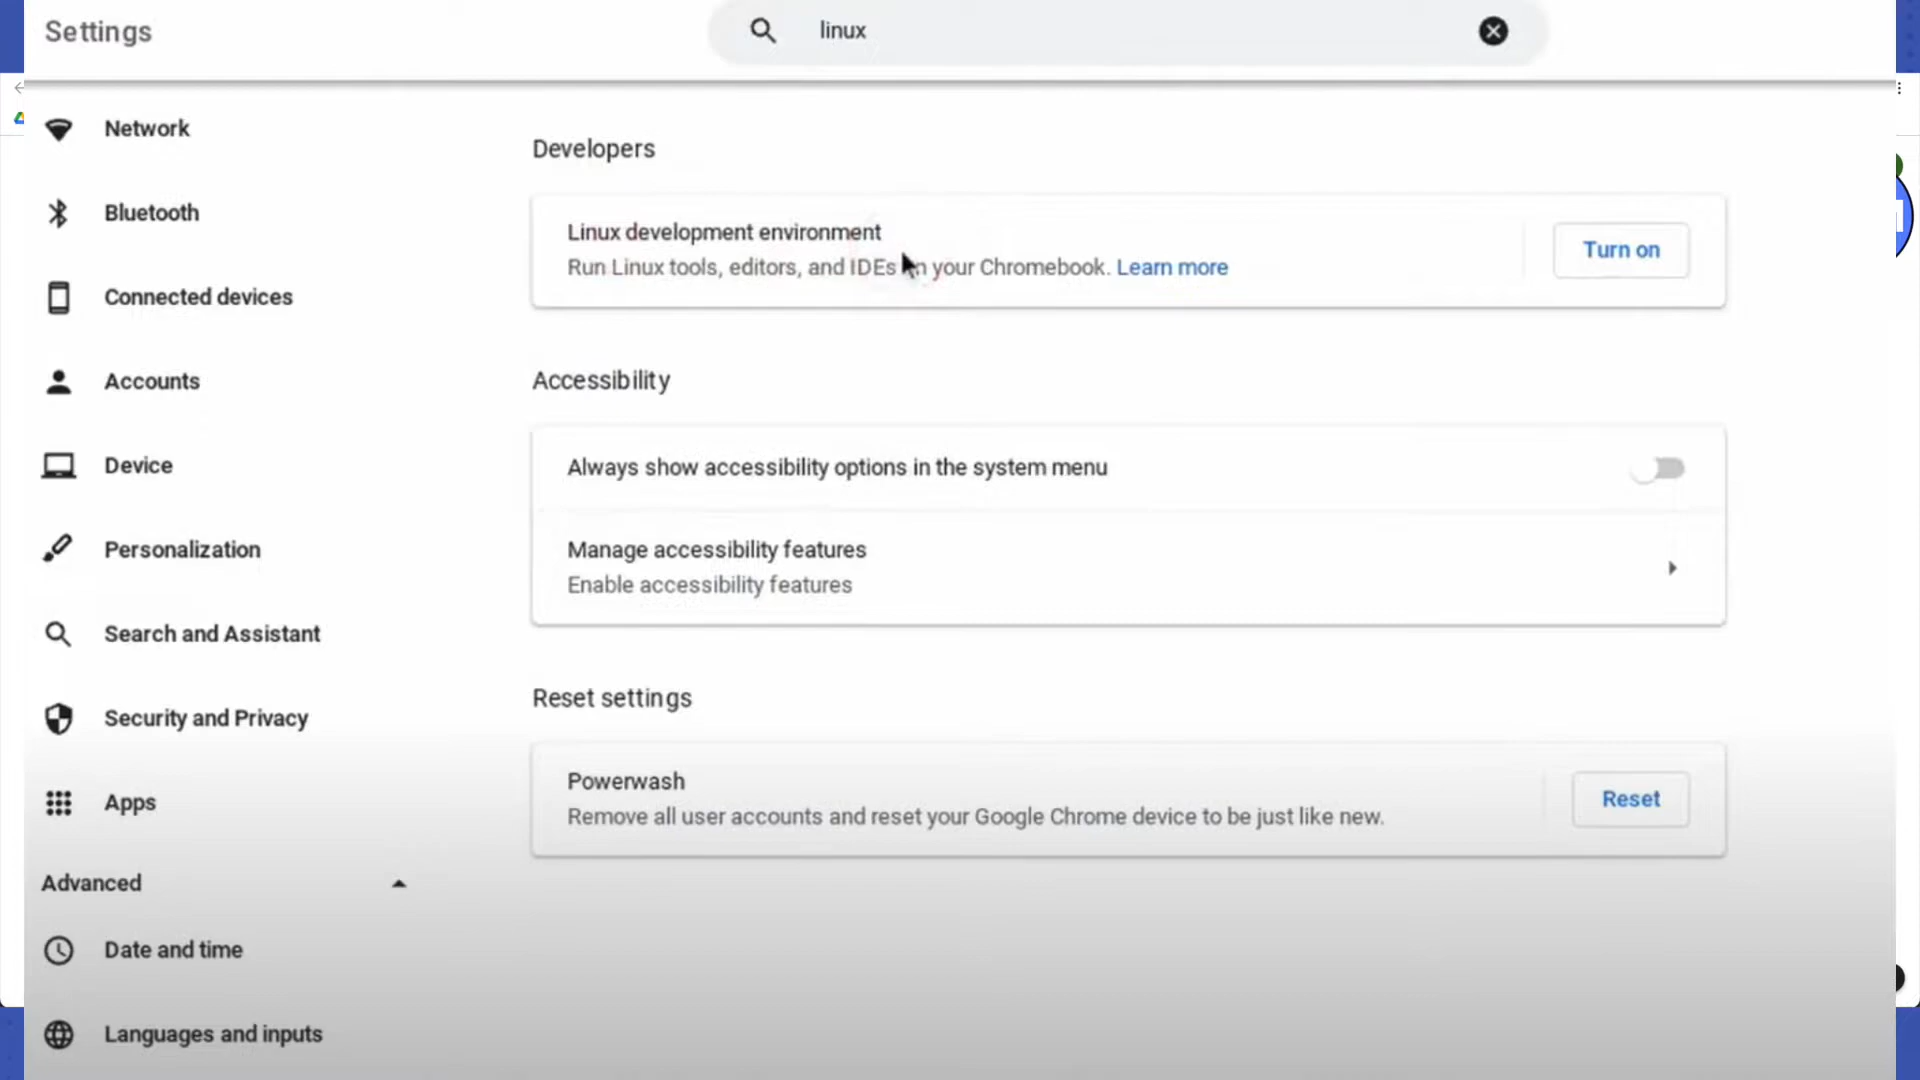 Settings
linux
Network
Bluetooth
Connected devices
Accounts
Device
Personalization
Search and Assistant
Security and Privacy
Apps
Advanced
Date and time
Languages and inputs
Developers
Linux development environment
Run Linux tools, editors, and IDEs on your Chromebook. Learn more
Turn on
Accessibility
Always show accessibility options in the system menu
Manage accessibility features
Enable accessibility features
Reset settings
Powerwash
Remove all user accounts and reset your Google Chrome device to be just like new.
Reset